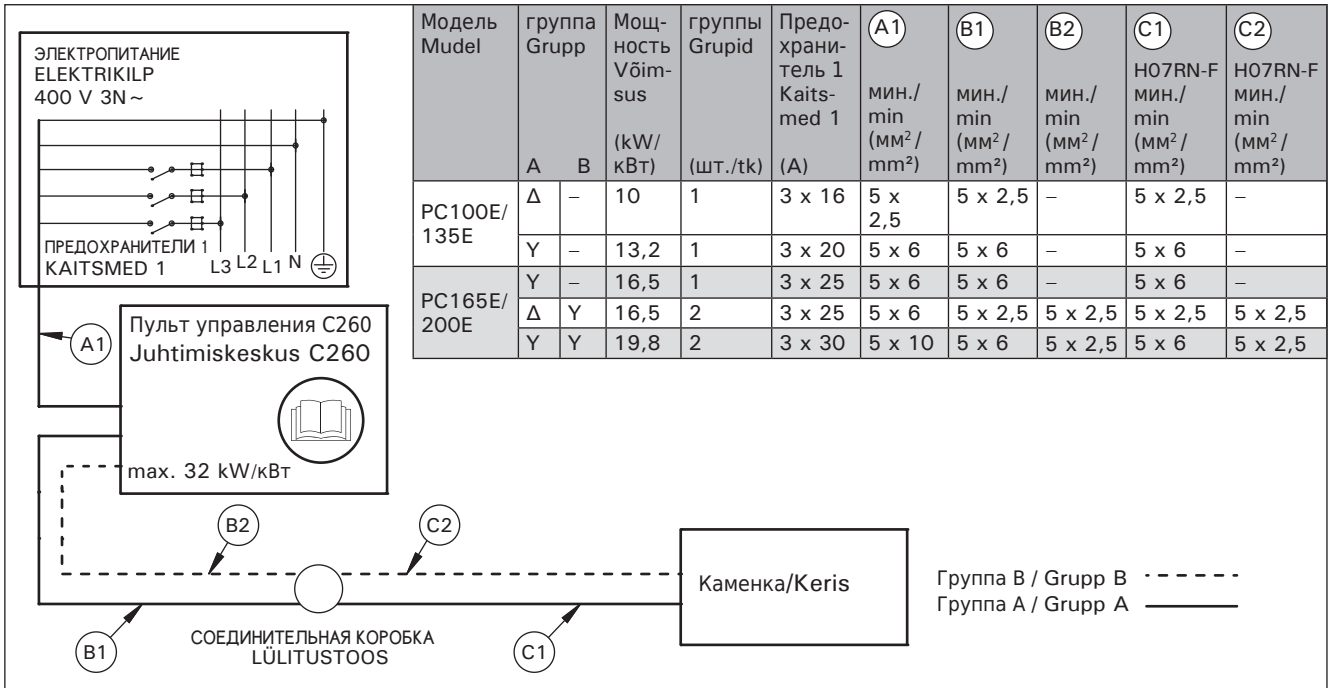 ЭЛЕКТРОПИТАНИЕ
ELEKTRIKILP
400 V 3N~
ПРЕДОХРАНИТЕЛИ 1
KAITSMED 1
L3 L2 L1 N
A1
Пульт управления C260
Juhtimiskeskus C260
max. 32 kW/кВт
B2
C2
B1
СОЕДИНИТЕЛЬНАЯ КОРОБКА
LÜLITUSTOOS
C1
Каменка/Keris
Группа B / Grupp B
Группа A / Grupp A
Модель
Mudel
группа
Grupp
A B
Мощ-
ность
Võim-
sus
(kW/
кВт)
группы
Grupid
(шт./tk)
Предо-
храни-
тель 1
Kaits-
med 1
(A)
A1
мин./
min
(мм²/
mm²)
B1
мин./
min
(мм²/
mm²)
B2
мин./
min
(мм²/
mm²)
C1
H07RN-F
мин./
min
(мм²/
mm²)
C2
H07RN-F
мин./
min
(мм²/
mm²)
PC100E/
135E
Δ – 10 1 3 x 16 5 x 2,5 5 x 2,5 – 5 x 2,5 –
Y – 13,2 1 3 x 20 5 x 6 5 x 6 – 5 x 6 –
PC165E/
200E
Y – 16,5 1 3 x 25 5 x 6 5 x 6 – 5 x 6 –
Δ Y 16,5 2 3 x 25 5 x 6 5 x 2,5 5 x 2,5 5 x 2,5 5 x 2,5
Y Y 19,8 2 3 x 30 5 x 10 5 x 6 5 x 2,5 5 x 6 5 x 2,5